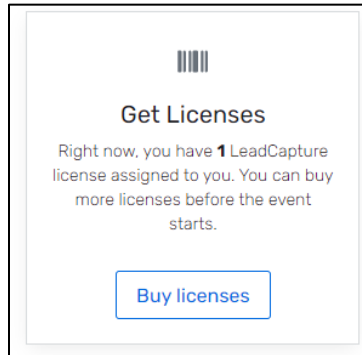 Get Licenses
Right now, you have 1 LeadCapture
license assigned to you. You can buy
more licenses before the event
starts.
Buy licenses